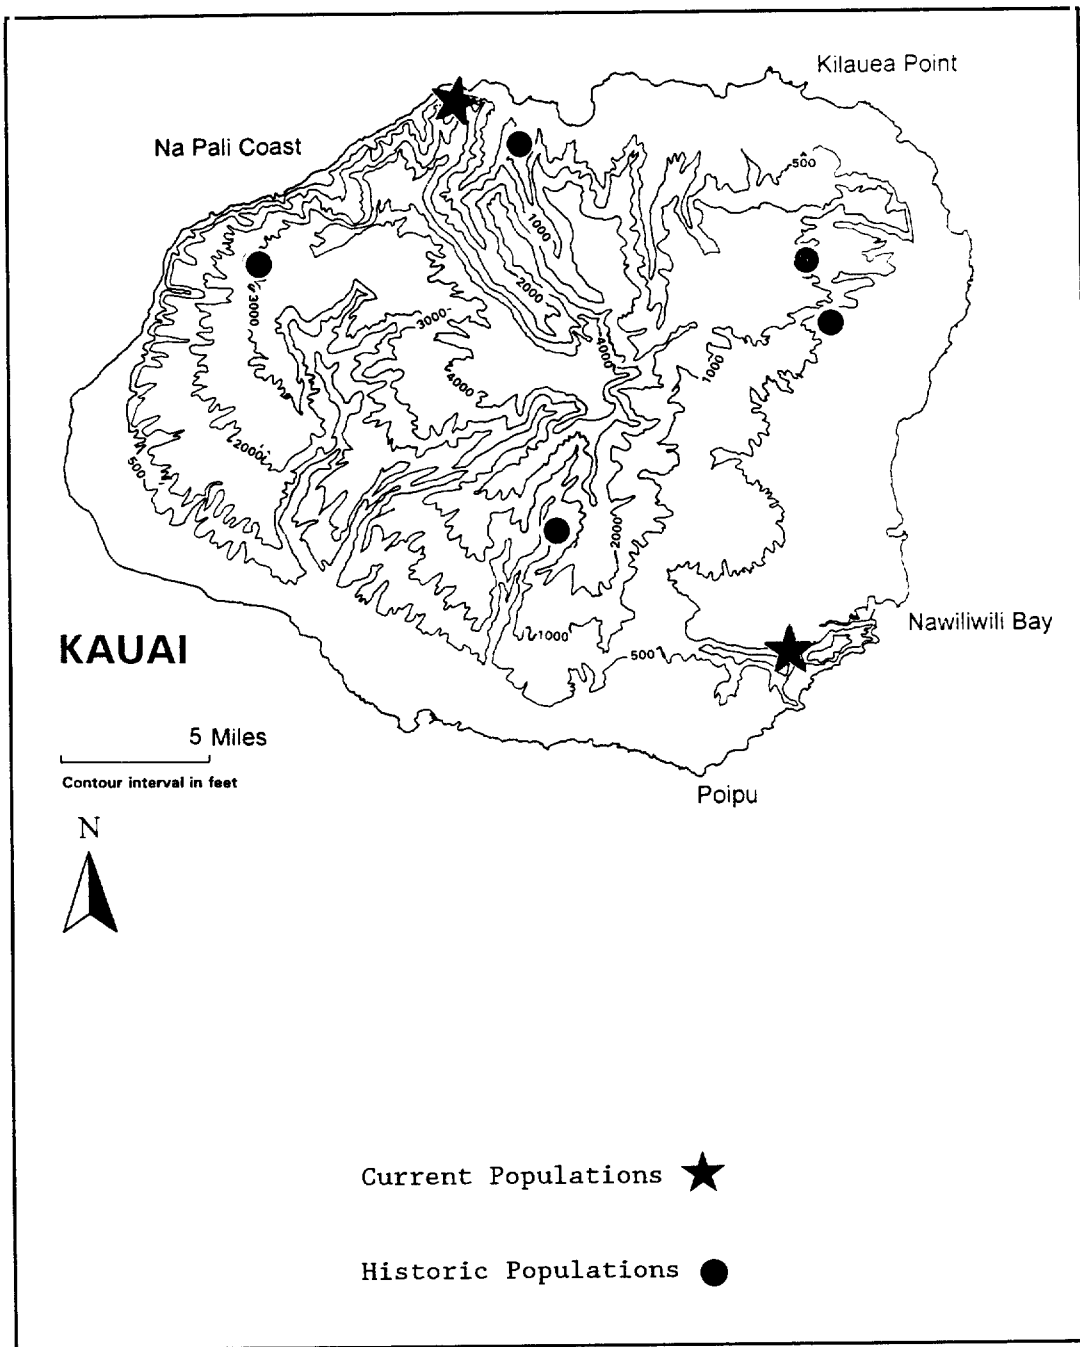 Kilauea Point
Na Pali Coast
500
1000
2000
3000
3000
4000
4000
1000
2000
500
2000
1000
500
Nawiliwili Bay
KAUAI
5 Miles
Contour interval in feet
Poipu
N
Current Populations
Historic Populations